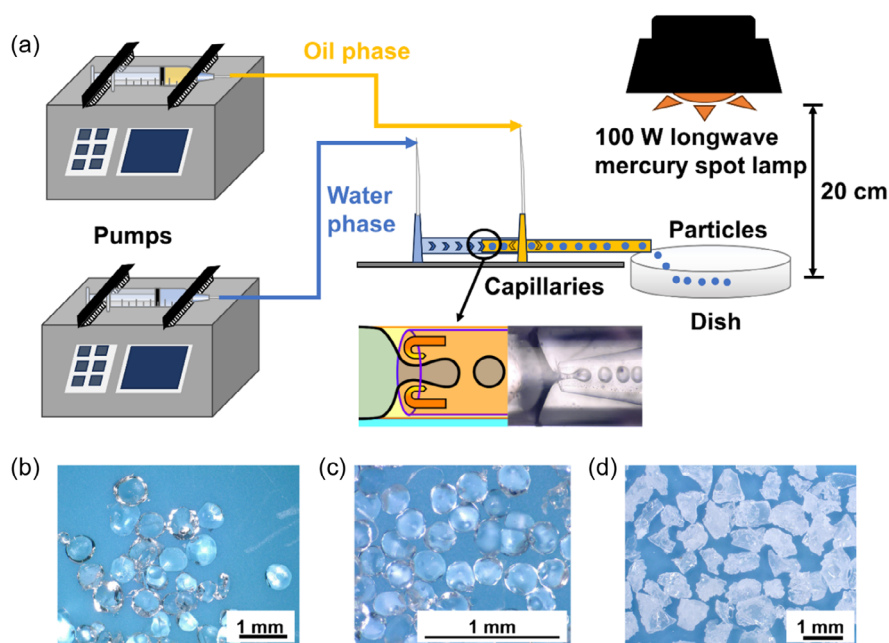 (a)
Oil phase
100 W longwave
mercury spot lamp
20 cm
Water
phase
Pumps
Particles
Capillaries
Dish
(b)
(c)
(d)
1 mm
1 mm
1 mm